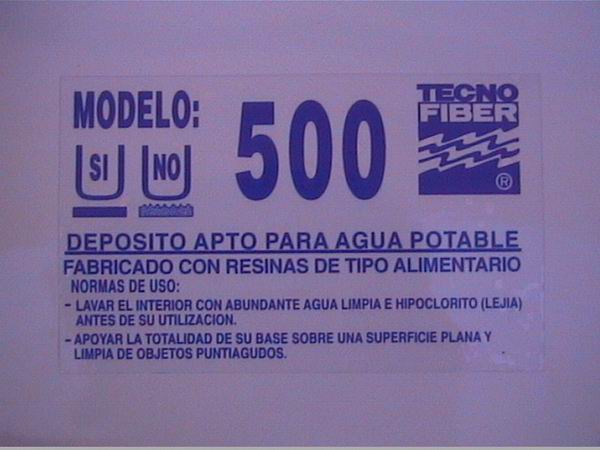 MODELO:
500
TECNO
FIBER
®
SI
NO
DEPOSITO APTO PARA AGUA POTABLE
FABRICADO CON RESINAS DE TIPO ALIMENTARIO
NORMAS DE USO:
- LAVAR EL INTERIOR CON ABUNDANTE AGUA LIMPIA E HIPOCLORITO (LEJIA)
ANTES DE SU UTILIZACION.
- APOYAR LA TOTALIDAD DE SU BASE SOBRE UNA SUPERFICIE PLANA Y
LIMPIA DE OBJETOS PUNTIAGUDOS.